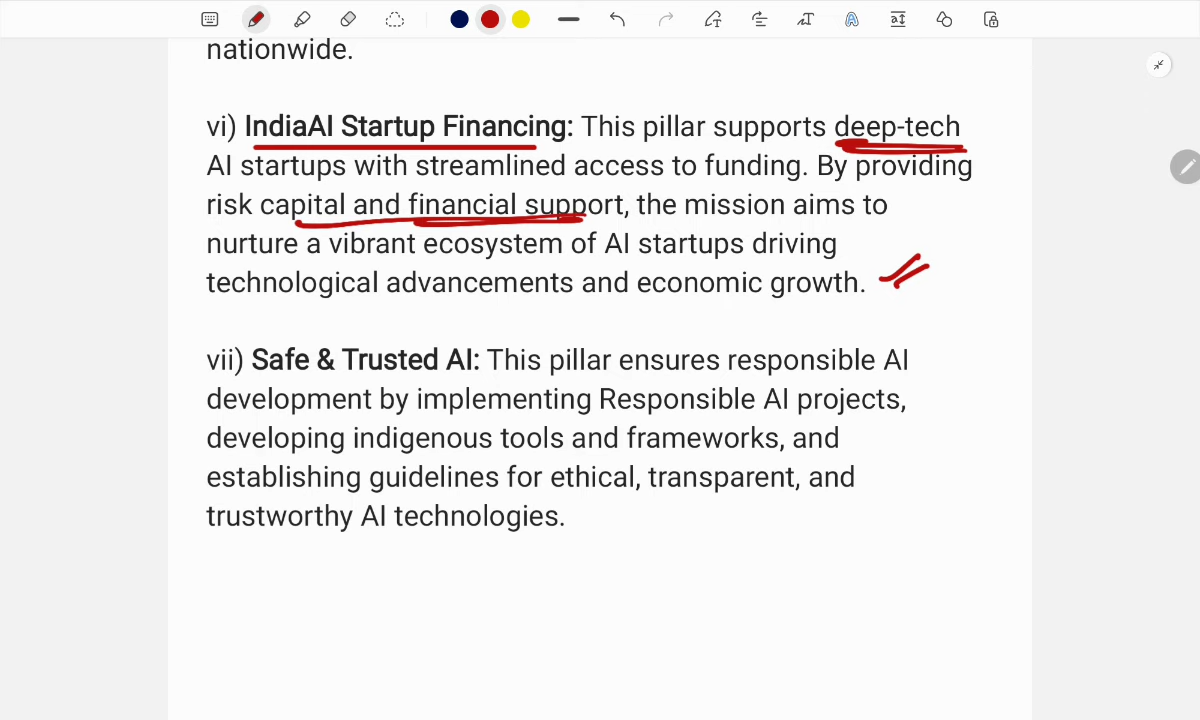 nationwide.
vi) IndiaAI Startup Financing: This pillar supports deep-tech
AI startups with streamlined access to funding. By providing
risk capital and financial support, the mission aims to
nurture a vibrant ecosystem of AI startups driving
technological advancements and economic growth.
vii) Safe & Trusted AI: This pillar ensures responsible AI
development by implementing Responsible AI projects,
developing indigenous tools and frameworks, and
establishing guidelines for ethical, transparent, and
trustworthy AI technologies.